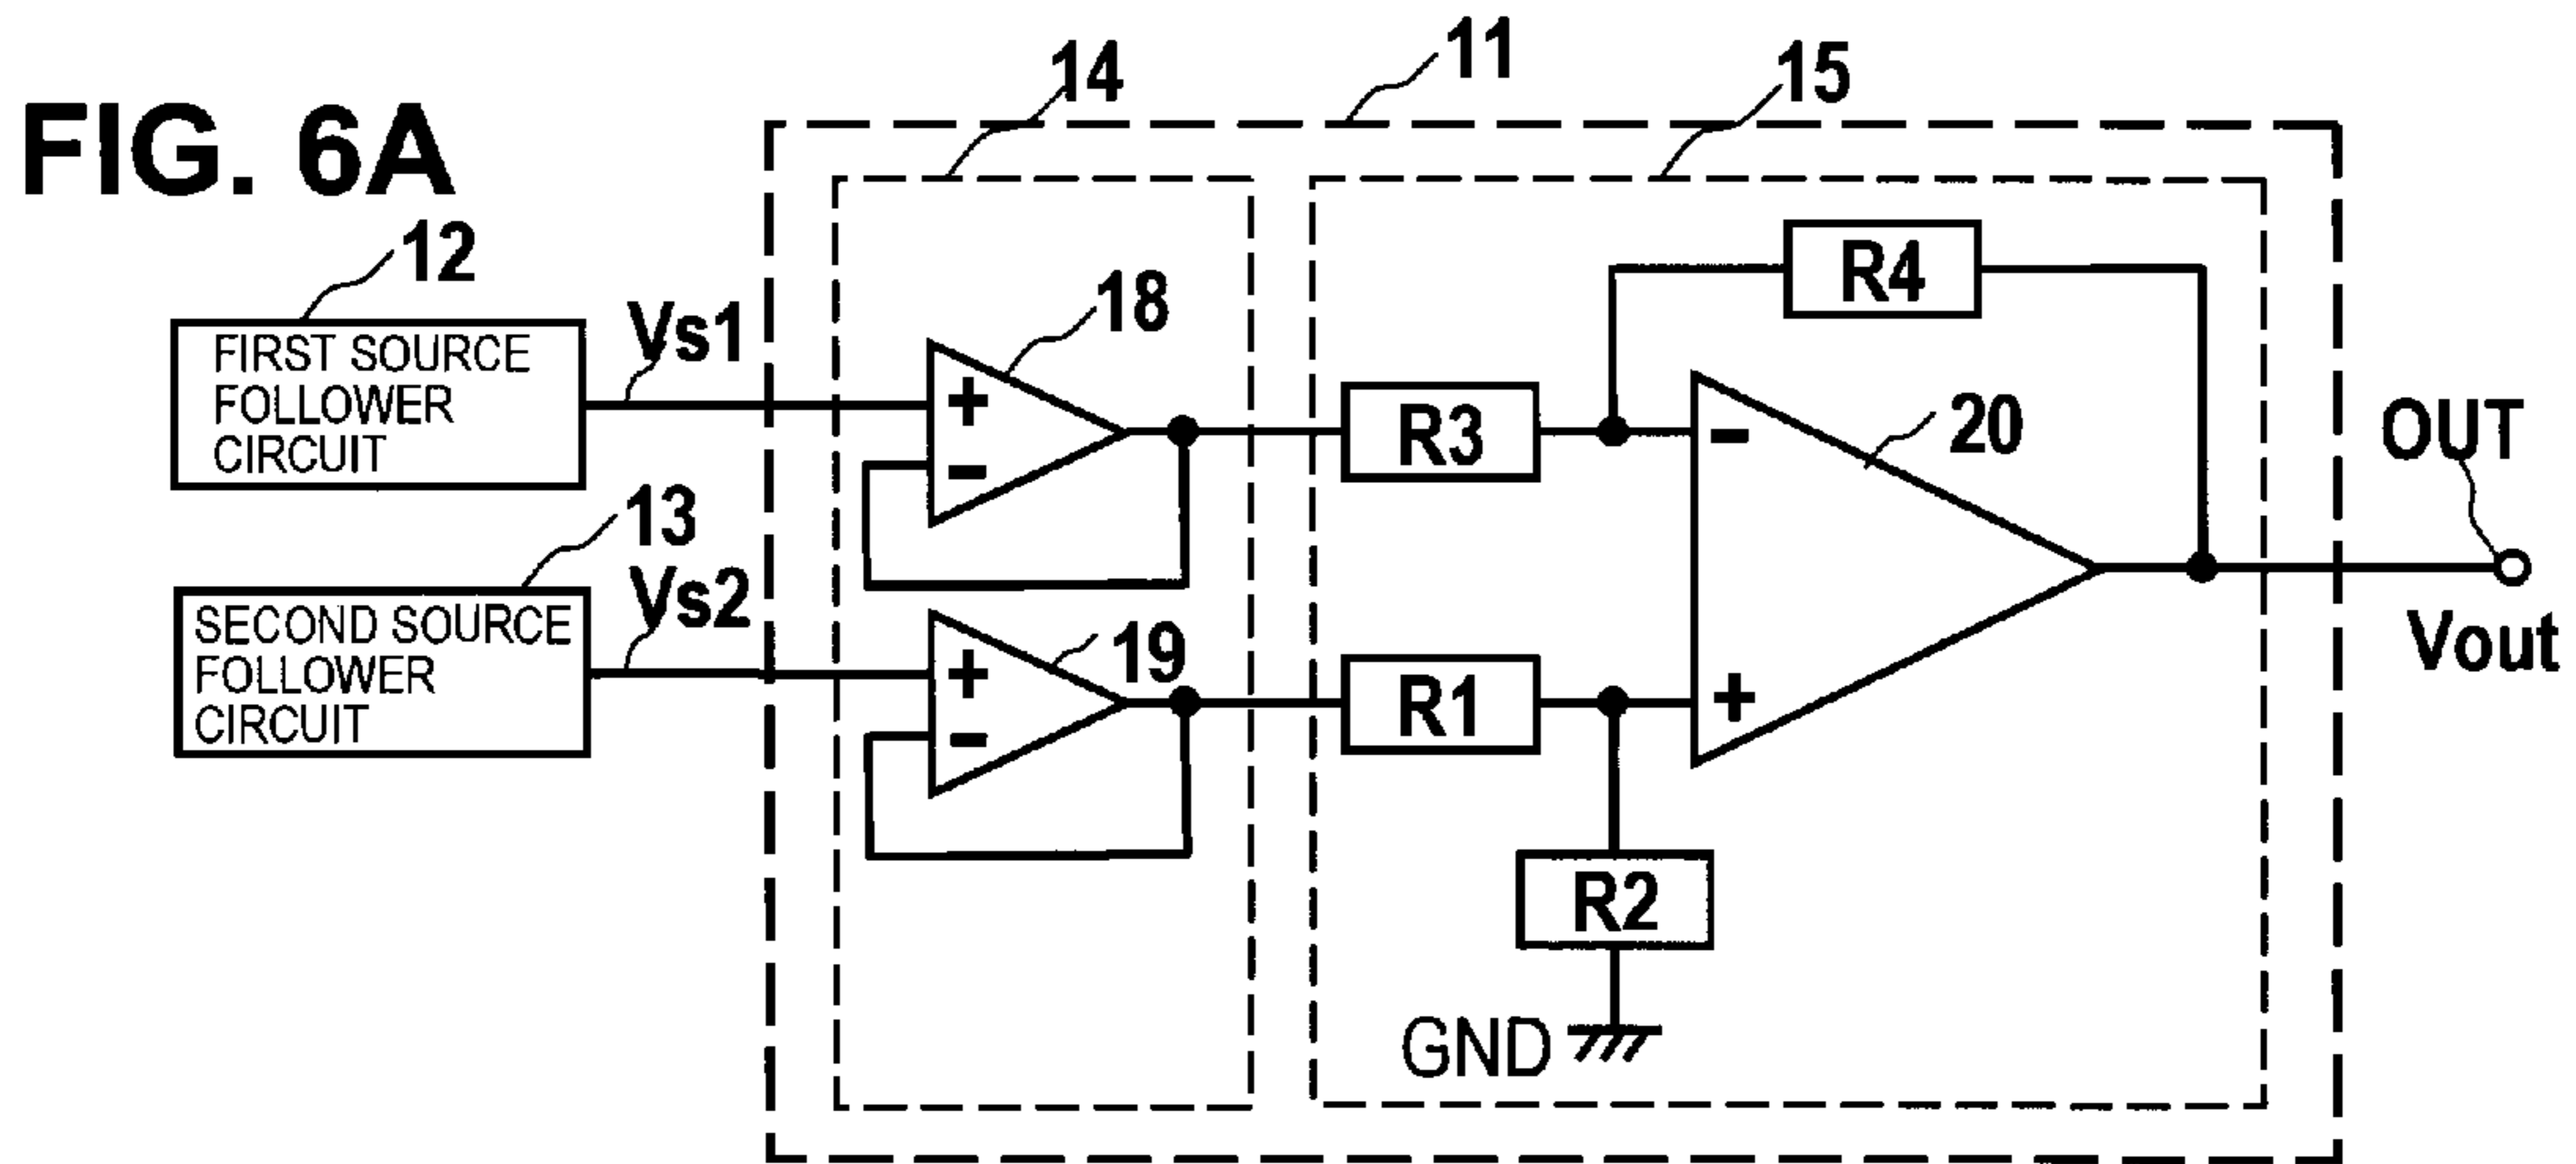 FIG. 6A
14
11
15
12
FIRST SOURCE
FOLLOWER
CIRCUIT
Vs1
18
+
-
R3
R4
-
20
+
OUT
Vout
13
SECOND SOURCE
FOLLOWER
CIRCUIT
Vs2
19
+
-
R1
R2
GND